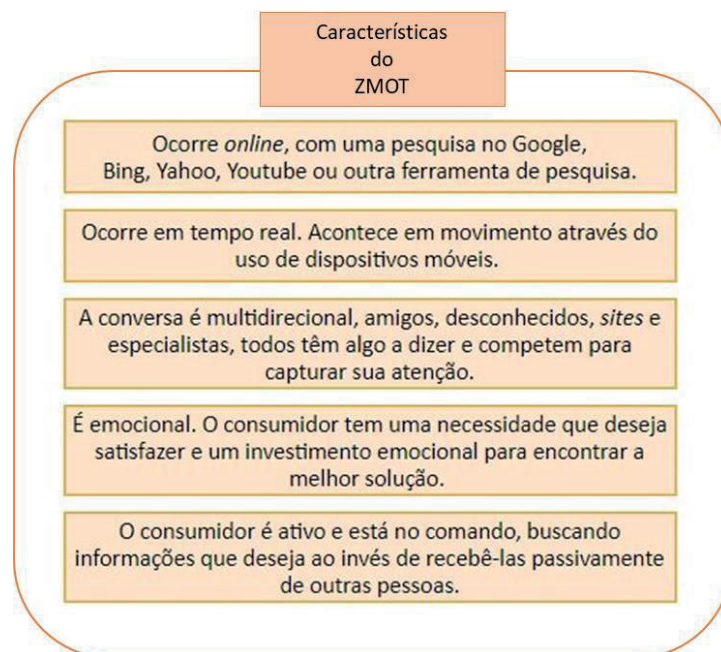 Características
do
ZMOT
Ocorre online, com uma pesquisa no Google,
Bing, Yahoo, Youtube ou outra ferramenta de pesquisa.
Ocorre em tempo real. Acontece em movimento através do
uso de dispositivos móveis.
A conversa é multidirecional, amigos, desconhecidos, sites e
especialistas, todos têm algo a dizer e competem para
capturar sua atenção.
É emocional. O consumidor tem uma necessidade que deseja
satisfazer e um investimento emocional para encontrar a
melhor solução.
O consumidor é ativo e está no comando, buscando
informações que deseja ao invés de recebê-las passivamente
de outras pessoas.